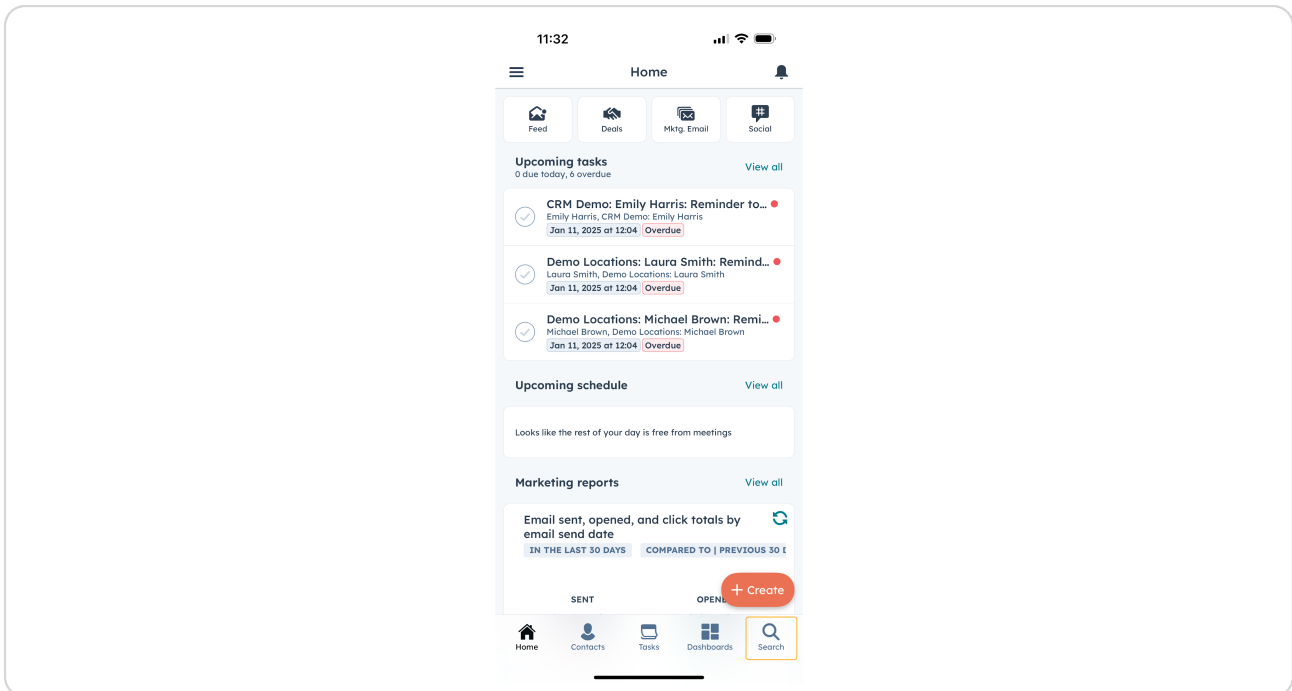 11:32
Home
Feed
Deals
Mktg. Email
Social
Upcoming tasks
View all
0 due today, 6 overdue
CRM Demo: Emily Harris: Reminder to...
Emily Harris, CRM Demo: Emily Harris
Jan 11, 2025 at 12:04 Overdue
Demo Locations: Laura Smith: Remind...
Laura Smith, Demo Locations: Laura Smith
Jan 11, 2025 at 12:04 Overdue
Demo Locations: Michael Brown: Remi...
Michael Brown, Demo Locations: Michael Brown
Jan 11, 2025 at 12:04 Overdue
Upcoming schedule
View all
Looks like the rest of your day is free from meetings
Marketing reports
View all
Email sent, opened, and click totals by
email send date
IN THE LAST 30 DAYS
COMPARED TO | PREVIOUS 30
+ Create
SENT
Home
Contacts
Tasks
Dashboards
Search